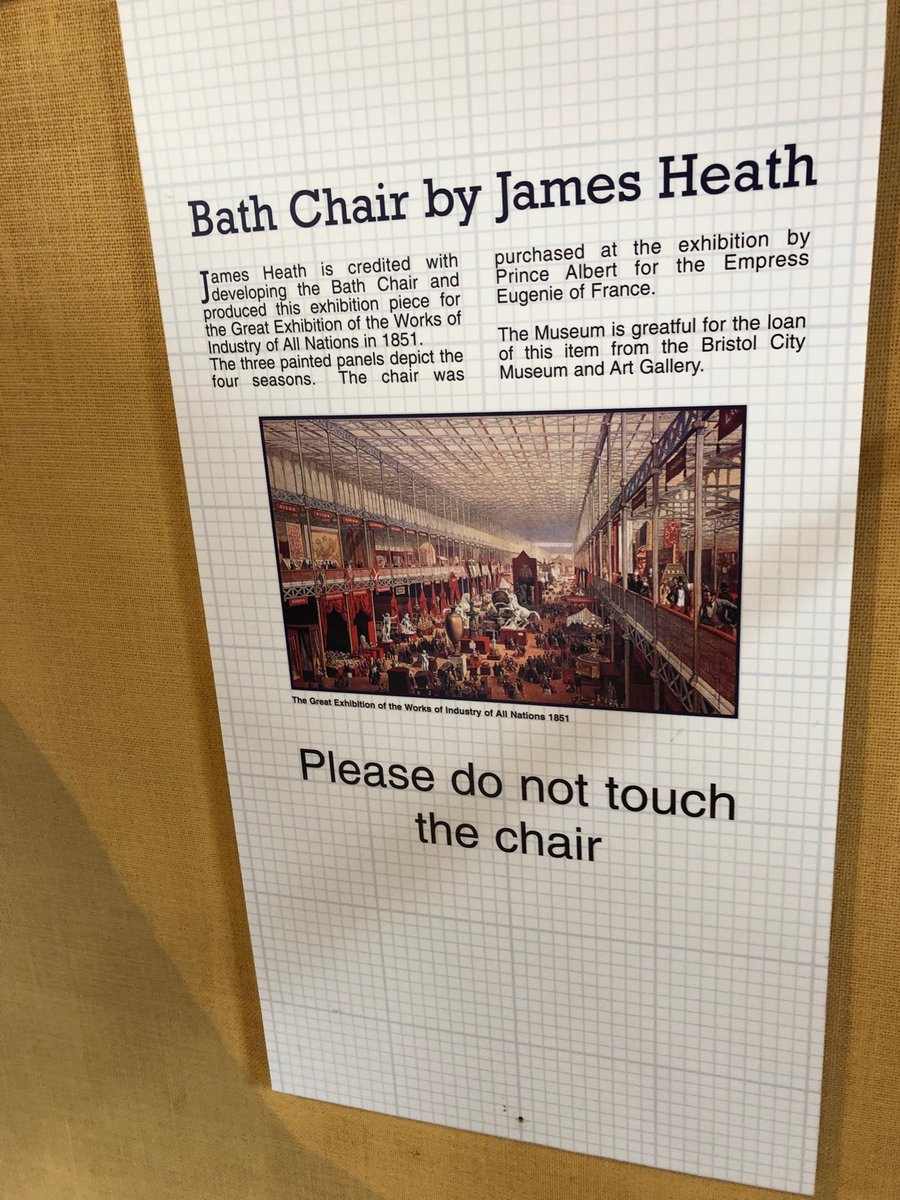 Bath Chair by James Heath
James Heath is credited with
developing the Bath Chair and
produced this exhibition piece for
the Great Exhibition of the Works of
Industry of All Nations in 1851.
The three painted panels depict the
four seasons. The chair was
purchased at the exhibition by
Prince Albert for the Empress
Eugenie of France.
The Museum is greatful for the loan
of this item from the Bristol City
Museum and Art Gallery.
The Great Exhibition of the Works of Industry of All Nations 1851
Please do not touch
the chair